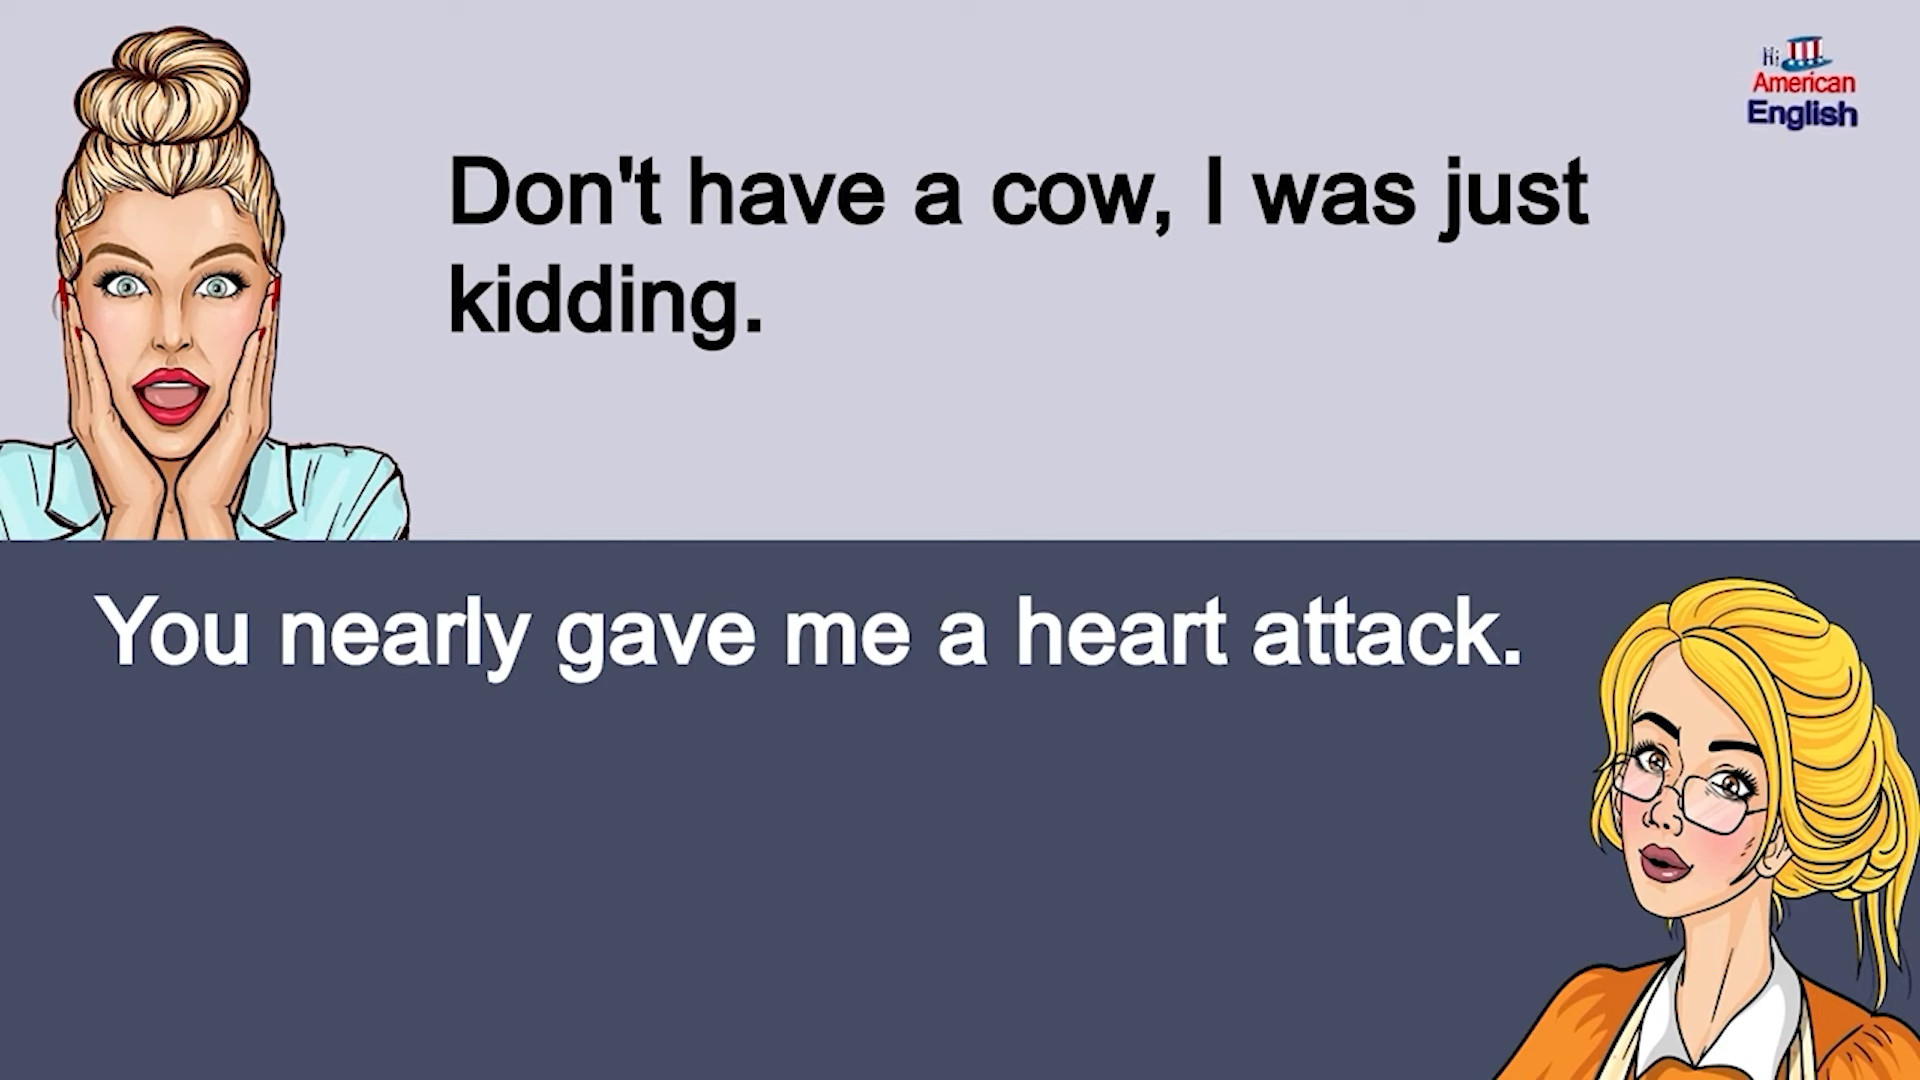 Hi
American
English
Don't have a cow, I was just
kidding.
You nearly gave me a heart attack.